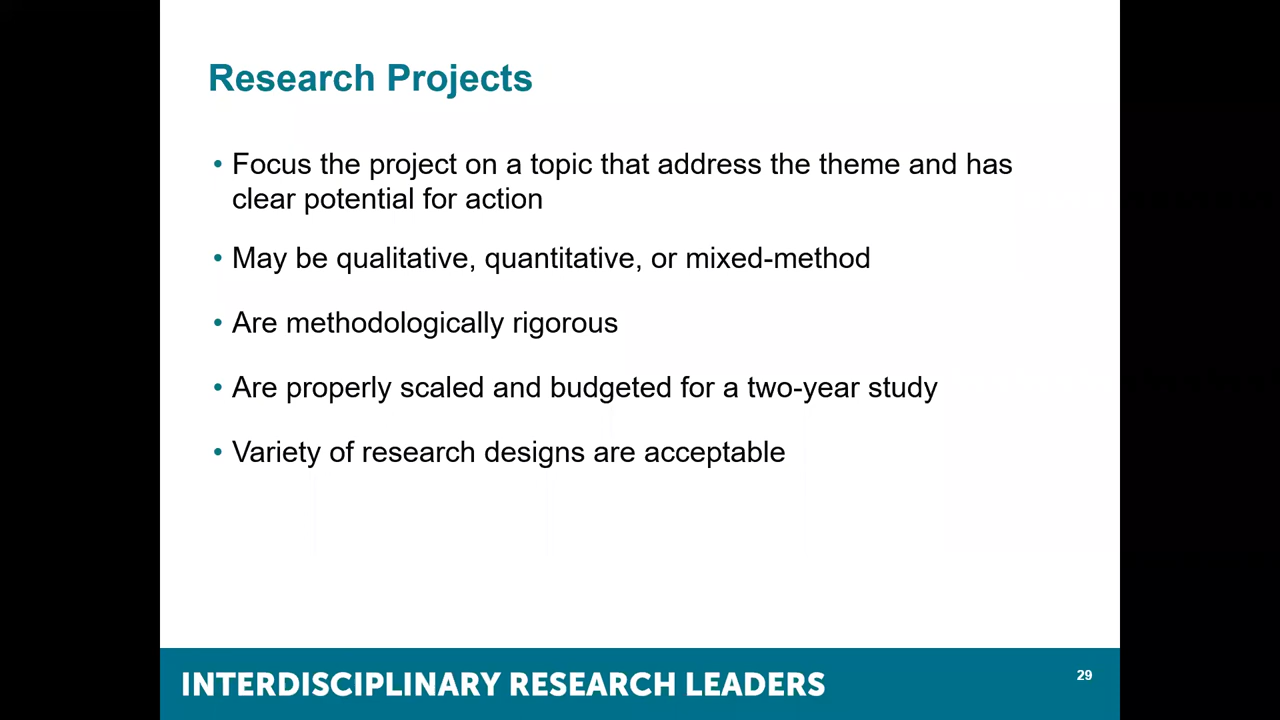 Research Projects
• Focus the project on a topic that address the theme and has
clear potential for action
• May be qualitative, quantitative, or mixed-method
• Are methodologically rigorous
• Are properly scaled and budgeted for a two-year study
• Variety of research designs are acceptable
INTERDISCIPLINARY RESEARCH LEADERS
29